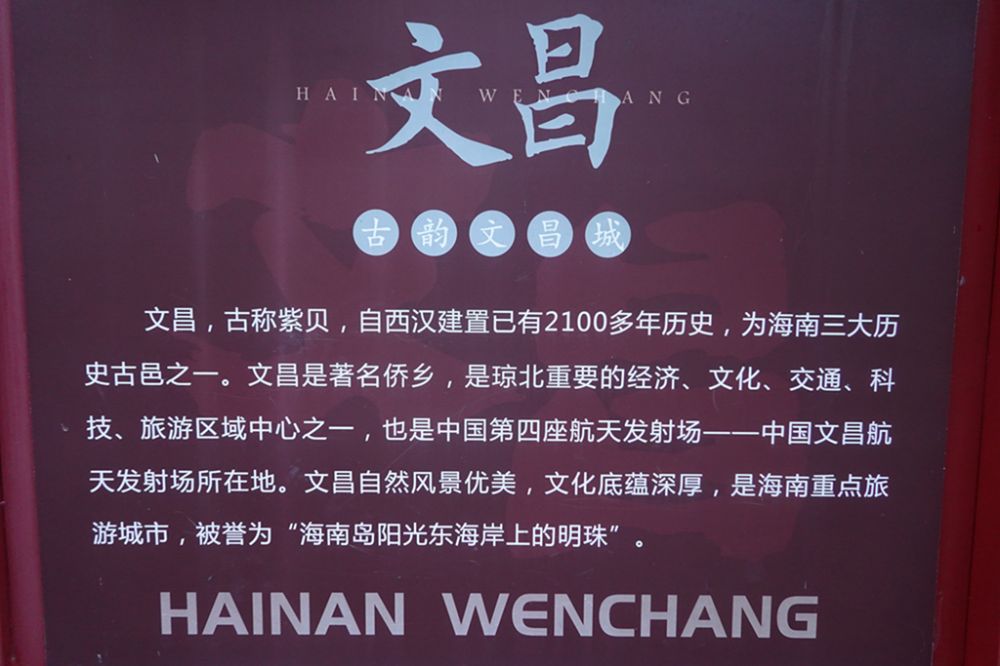 文昌
HAINAN WENCHANG
古韵文昌城
文昌，古称紫贝，自西汉建置已有2100多年历史，为海南三大历
史古邑之一。文昌是著名侨乡，是琼北重要的经济、文化、交通、科
技、旅游区域中心之一，也是中国第四座航天发射场——中国文昌航
天发射场所在地。文昌自然风景优美，文化底蕴深厚，是海南重点旅
游城市，被誉为“海南岛阳光东海岸上的明珠”。
HAINAN WENCHANG